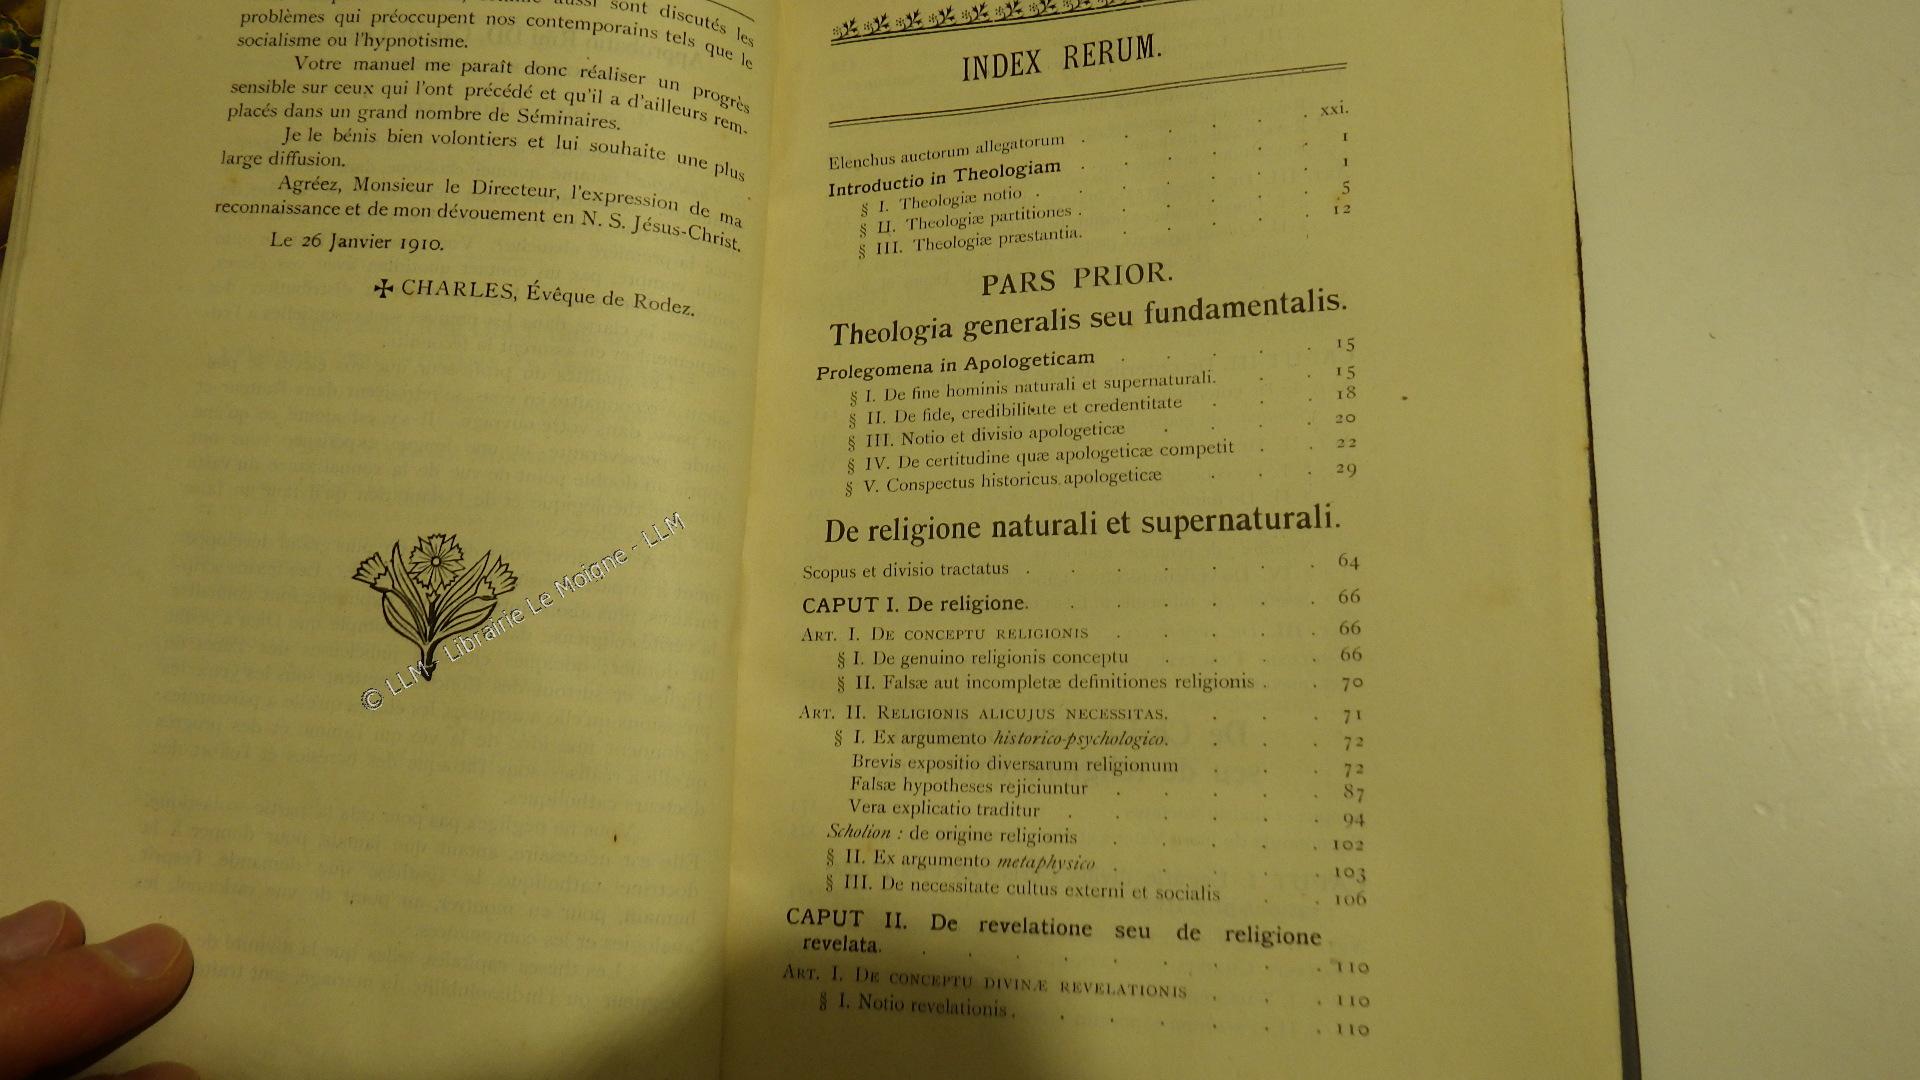 aussi sont discutés les
problèmes qui préoccupent nos contemporains tels que le
socialisme ou l'hypnotisme.
Votre manuel me paraît donc réaliser un progrès
sensible sur ceux qui l'ont précédé et qu'il a d'ailleurs rem-
placés dans un grand nombre de Séminaires.
Je le bénis bien volontiers et lui souhaite une plus
large diffusion.
Agréez, Monsieur le Directeur, l'expression de ma
reconnaissance et de mon dévouement en N. S. Jésus-Christ.
Le 26 Janvier 1910.
✠ CHARLES, Évêque de Rodez.
© LLM - Librairie Le Moigne - LLM
INDEX RERUM.
Elenchus auctorum allegatorum . . . . . . xxi.
Introductio in Theologiam . . . . . . 1
§ I. Theologiæ notio . . . . . . . 1
§ II. Theologiæ partitiones . . . . . . 5
§ III. Theologiæ præstantia. . . . . . 12
PARS PRIOR.
Theologia generalis seu fundamentalis.
Prolegomena in Apologeticam . . . . . 15
§ I. De fine hominis naturali et supernaturali. . . 15
§ II. De fide, credibilitate et credentitate . . . 18
§ III. Notio et divisio apologeticæ . . . . 20
§ IV. De certitudine quæ apologeticæ competit . . 22
§ V. Conspectus historicus apologeticæ . . . 29
De religione naturali et supernaturali.
Scopus et divisio tractatus . . . . . . . 64
CAPUT I. De religione. . . . . . . 66
ART. I. DE CONCEPTU RELIGIONIS . . . . . 66
§ I. De genuino religionis conceptu . . . . 66
§ II. Falsæ aut incompletæ definitiones religionis . . 70
ART. II. RELIGIONIS ALICUJUS NECESSITAS. . . . 71
§ I. Ex argumento historico-psychologico. . . . 72
Brevis expositio diversarum religionum . . . 72
Falsæ hypotheses rejiciuntur . . . . . 87
Vera explicatio traditur . . . . . . 94
Scholion : de origine religionis . . . . . 102
§ II. Ex argumento metaphysico . . . . . 103
§ III. De necessitate cultus externi et socialis . . 106
CAPUT II. De revelatione seu de religione
revelata. . . . . . . . . . 110
ART. I. DE CONCEPTU DIVINÆ REVELATIONIS . . . 110
§ I. Notio revelationis . . . . . . . 110